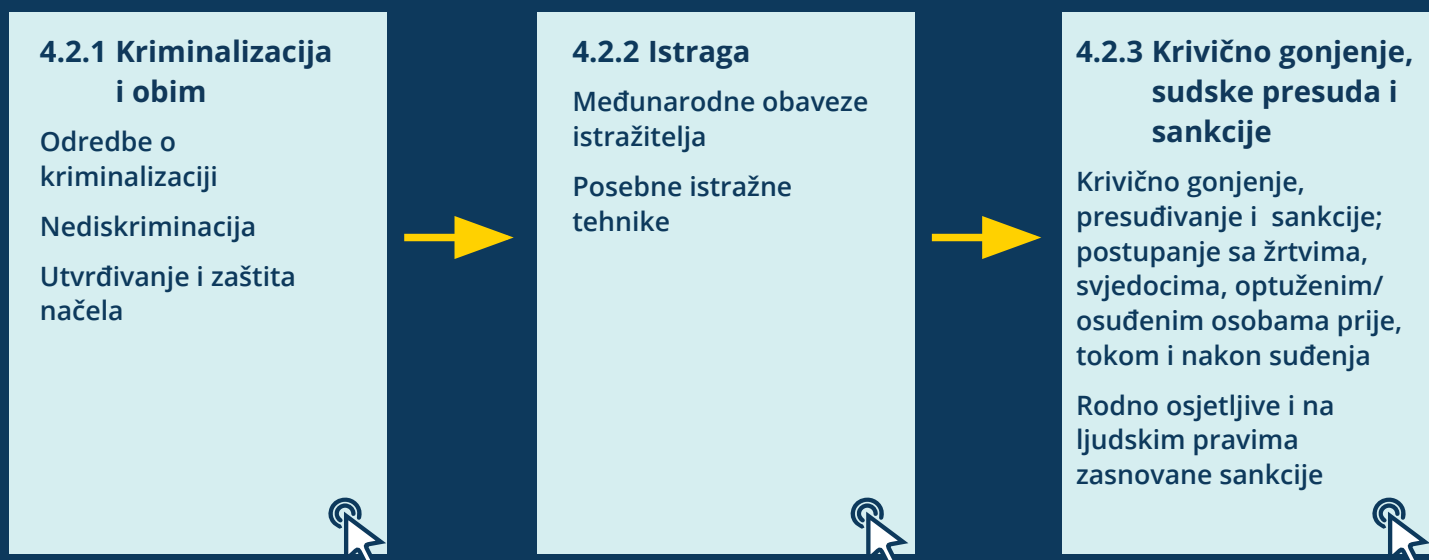 4.2.1 Kriminalizacija
i obim
Odredbe o
kriminalizaciji
Nediskriminacija
Utvrđivanje i zaštita
načela
4.2.2 Istraga
Međunarodne obaveze
istražitelja
Posebne istražne
tehnike
4.2.3 Krivično gonjenje,
sudske presuda i
sankcije
Krivično gonjenje,
presuđivanje i  sankcije;
postupanje sa žrtvima,
svjedocima, optuženim/
osuđenim osobama prije,
tokom i nakon suđenja
Rodno osjetljive i na
ljudskim pravima
zasnovane sankcije